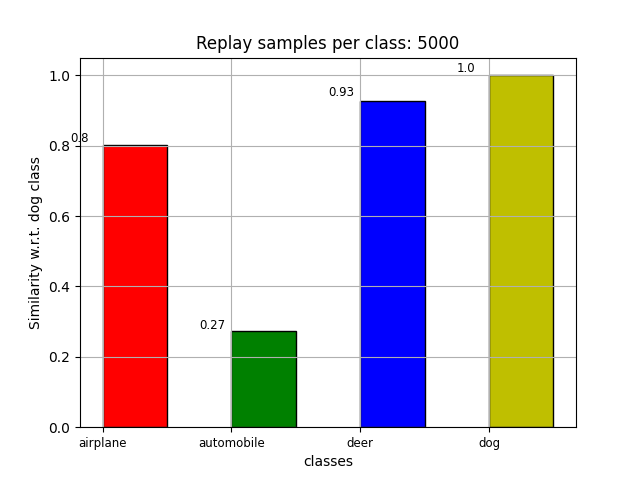 Replay samples per class: 5000
Similarity w.r.t. dog class
1.0
0.8
0.6
0.4
0.2
0.0
0.8
0.27
0.93
1.0
airplane
automobile
deer
dog
classes